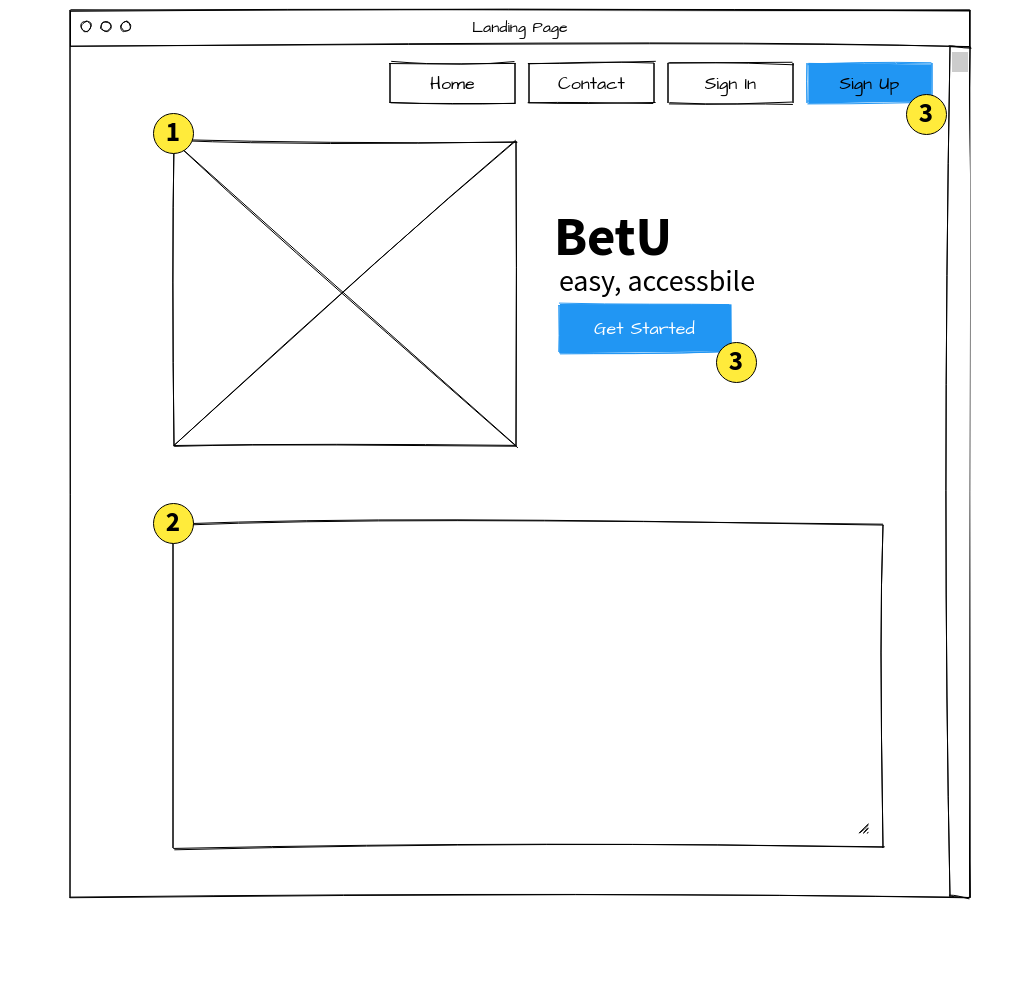 Landing Page
Home Contact Sign In Sign Up
3
1
BetU
easy, accessbile
Get Started
3
2